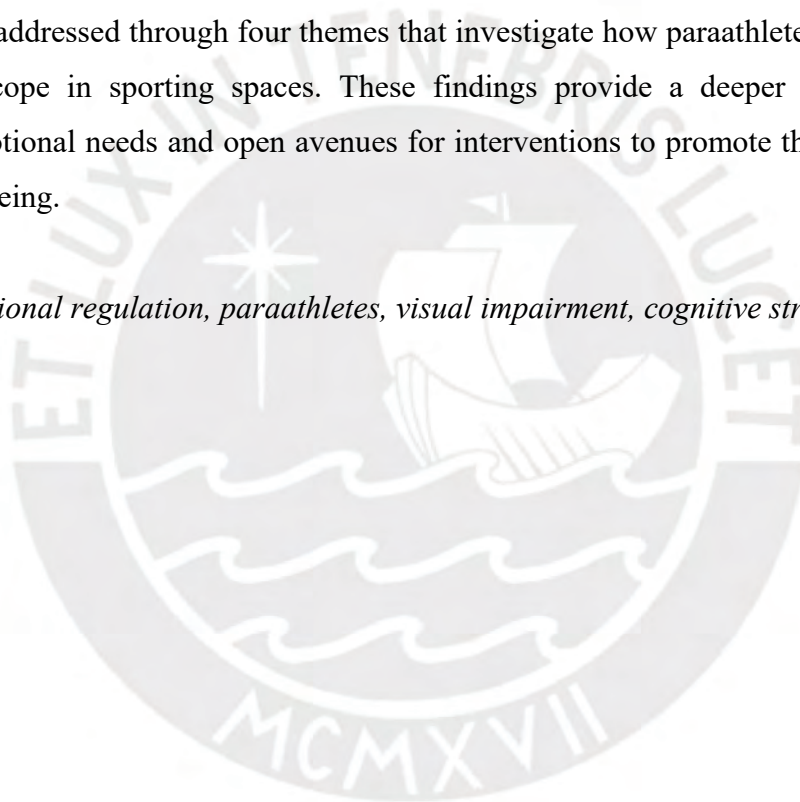 addressed through four themes that investigate how paraathlete
cope in sporting spaces. These findings provide a deeper
tional needs and open avenues for interventions to promote th
eing.
ional regulation, paraathletes, visual impairment, cognitive str
ET LUX IN TENEBRIS LUCET
MCMXVII